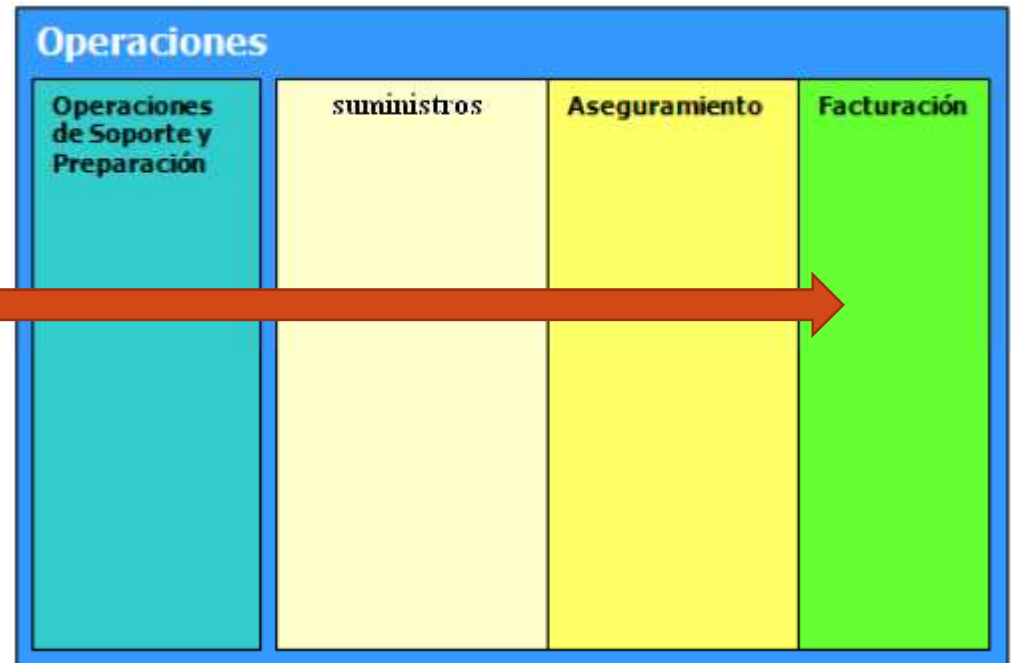 Operaciones
Operaciones
de Soporte y
Preparación
suministros
Aseguramiento
Facturación